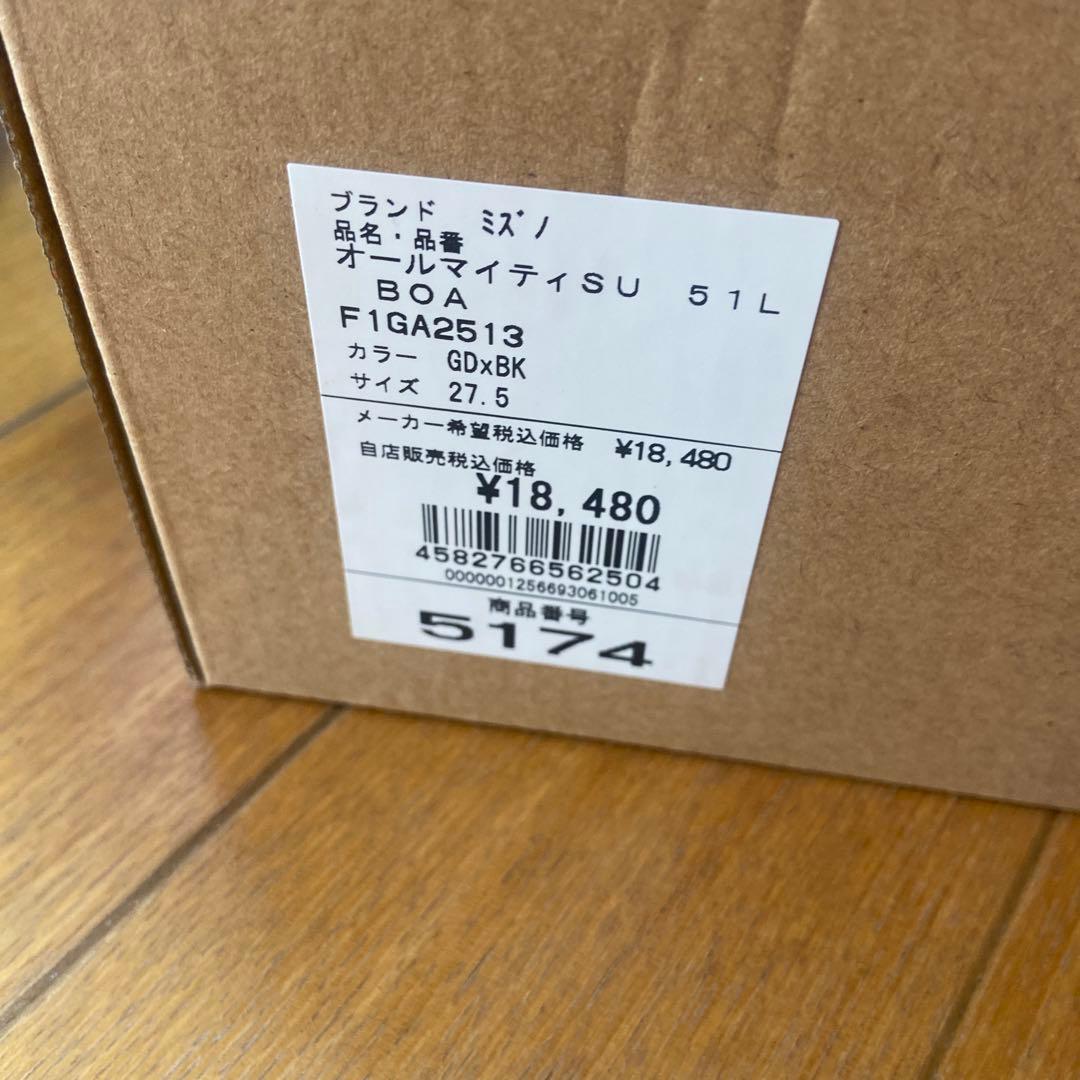 ブランド ミズノ
品名・品番
オールマイティSU 51L
BOA
F1GA2513
カラー GDxBK
サイズ 27.5
メーカー希望税込価格 ¥18,480
自店販売税込価格
¥18,480
4582766562504
0000001256693061005
商品番号
5174